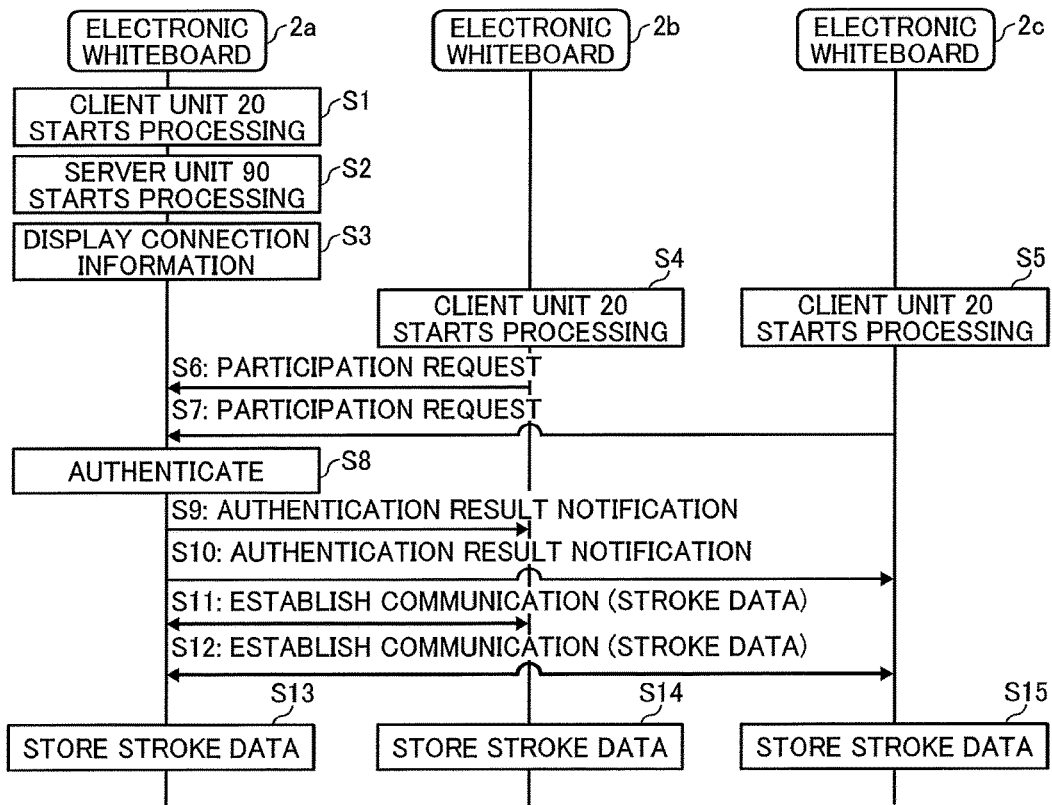 ELECTRONIC
WHITEBOARD
2a
ELECTRONIC
WHITEBOARD
2b
ELECTRONIC
WHITEBOARD
2c
CLIENT UNIT 20
STARTS PROCESSING
S1
SERVER UNIT 90
STARTS PROCESSING
S2
DISPLAY CONNECTION
INFORMATION
S3
S4
CLIENT UNIT 20
STARTS PROCESSING
S5
CLIENT UNIT 20
STARTS PROCESSING
S6: PARTICIPATION REQUEST
S7: PARTICIPATION REQUEST
AUTHENTICATE
S8
S9: AUTHENTICATION RESULT NOTIFICATION
S10: AUTHENTICATION RESULT NOTIFICATION
S11: ESTABLISH COMMUNICATION (STROKE DATA)
S12: ESTABLISH COMMUNICATION (STROKE DATA)
S13
STORE STROKE DATA
S14
STORE STROKE DATA
S15
STORE STROKE DATA